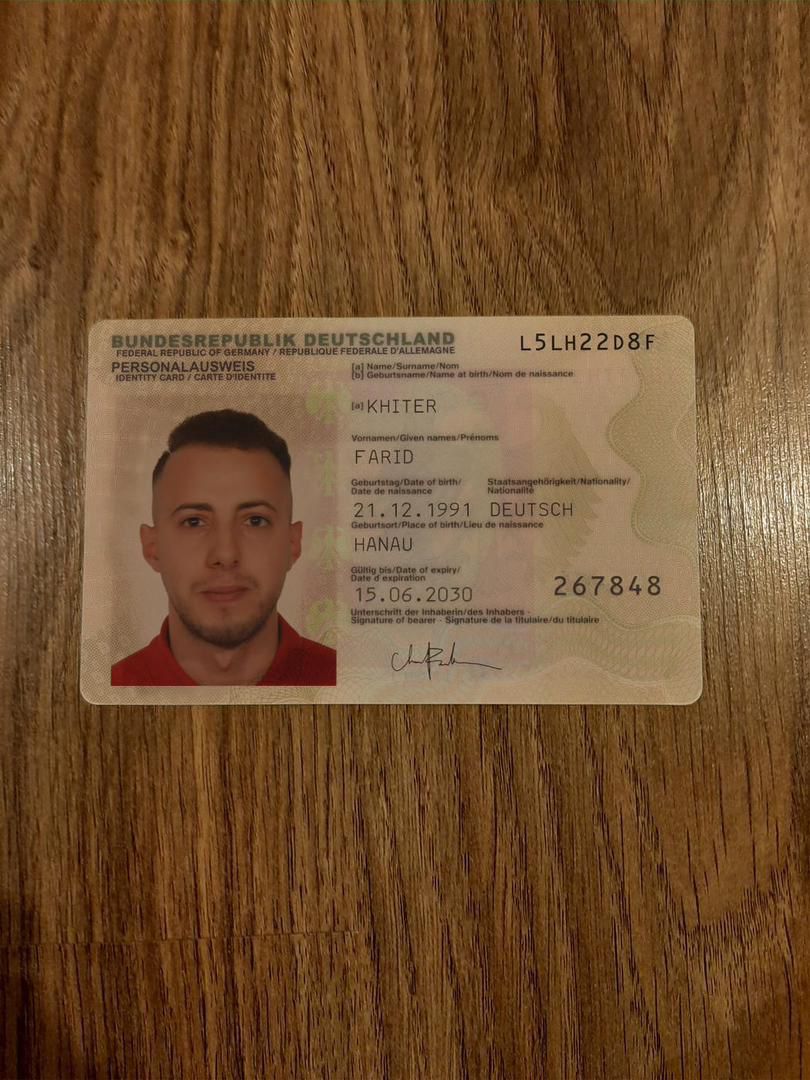 BUNDESREPUBLIK DEUTSCHLAND
FEDERAL REPUBLIC OF GERMANY / REPUBLIQUE FEDERALE D'ALLEMAGNE
PERSONALAUSWEIS
IDENTITY CARD / CARTE D'IDENTITE
L5LH22D8F
[a] Name/Surname/Nom
[b] Geburtsname/Name at birth/Nom de naissance
[a] KHITER
Vornamen/Given names/Prénoms
FARID
Geburtstag/Date of birth/ Staatsangehörigkeit/Nationality/
Date de naissance Nationalité
21.12.1991 DEUTSCH
Geburtsort/Place of birth/Lieu de naissance
HANAU
Gültig bis/Date of expiry/
Date d'expiration
15.06.2030 267848
Unterschrift der Inhaberin/des Inhabers -
Signature of bearer - Signature de la titulaire/du titulaire